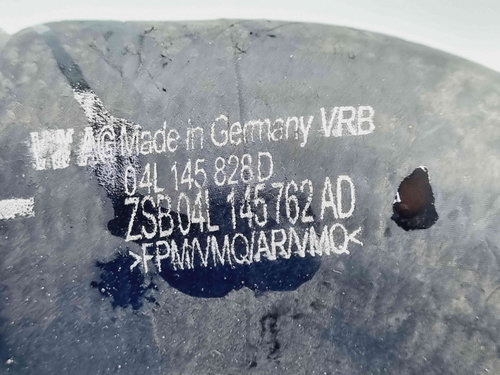 VW AG Made in Germany VRB
04L 145 828 D
ZSB 04L 145 762 AD
>FPM/VMQ/AR/VMQ<